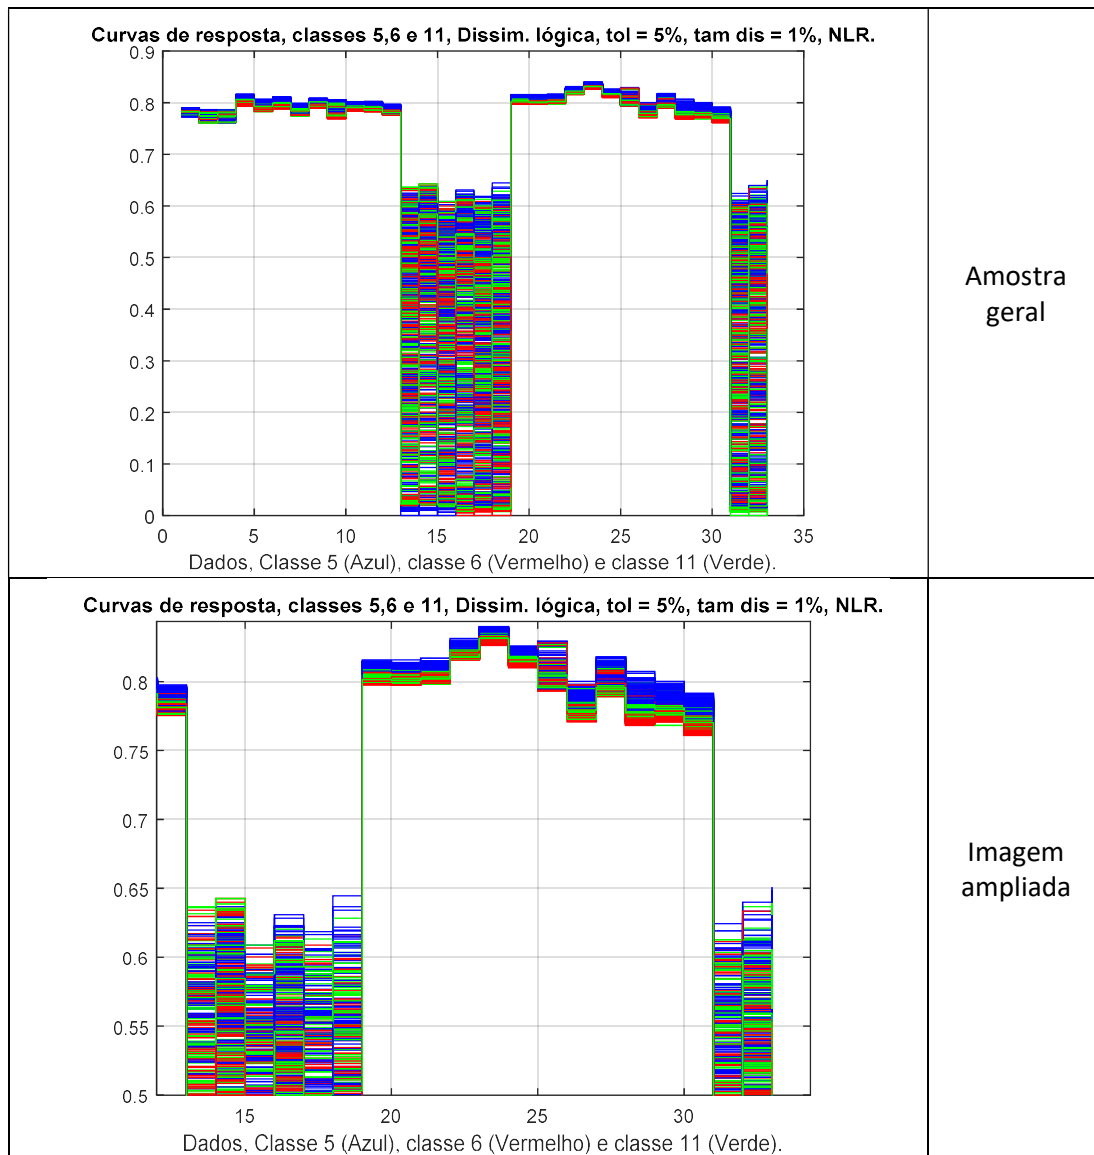 Curvas de resposta, classes 5,6 e 11, Dissim. lógica, tol = 5%, tam dis = 1%, NLR.
0.9
0.8
0.7
0.6
0.5
0.4
0.3
0.2
0.1
0
0 5 10 15 20 25 30 35
Dados, Classe 5 (Azul), classe 6 (Vermelho) e classe 11 (Verde).
Amostra
geral
Curvas de resposta, classes 5,6 e 11, Dissim. lógica, tol = 5%, tam dis = 1%, NLR.
0.8
0.75
0.7
0.65
0.6
0.55
0.5
15 20 25 30
Dados, Classe 5 (Azul), classe 6 (Vermelho) e classe 11 (Verde).
Imagem
ampliada